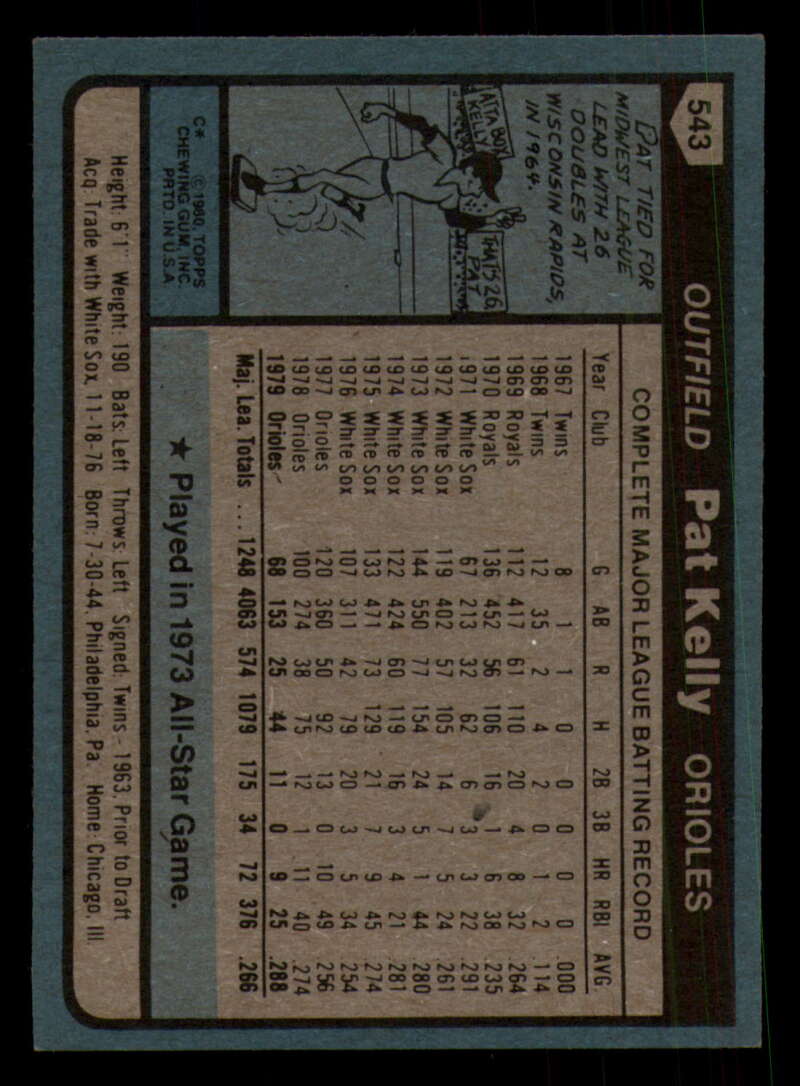 543
OUTFIELD Pat Kelly ORIOLES
PAT TIED FOR
MIDWEST LEAGUE
LEAD WITH 26
DOUBLES AT
WISCONSIN RAPIDS,
IN 1964.
ATTA BOY
KELLY
THAT'S 26,
PAT
C* ©1980 TOPPS
CHEWING GUM, INC.
PRTD. IN U.S.A.
COMPLETE MAJOR LEAGUE BATTING RECORD
Year Club G AB R H 2B 3B HR RBI AVG.
1967 Twins 8 1 1 0 0 0 0 0 .000
1968 Twins 12 35 2 4 2 0 1 2 .114
1969 Royals 112 417 61 110 20 4 8 32 .264
1970 Royals 136 452 56 106 16 1 6 38 .235
1971 White Sox 67 213 32 62 6 3 3 22 .291
1972 White Sox 119 402 57 105 14 7 5 24 .261
1973 White Sox 144 550 77 154 24 5 1 44 .280
1974 White Sox 122 424 60 119 16 3 4 21 .281
1975 White Sox 133 471 73 129 21 7 9 45 .274
1976 White Sox 107 311 42 79 20 3 5 34 .254
1977 Orioles 120 360 50 92 13 0 10 49 .256
1978 Orioles 100 274 38 75 12 1 11 40 .274
1979 Orioles 68 153 25 44 11 0 9 25 .288
Maj. Lea. Totals ... 1248 4063 574 1079 175 34 72 376 .266
★ Played in 1973 All-Star Game.
Height: 6'1" Weight: 190 Bats: Left Throws: Left Signed: Twins - 1963, Prior to Draft
Acq: Trade with White Sox, 11-18-76 Born: 7-30-44, Philadelphia, Pa. Home: Chicago, Ill.